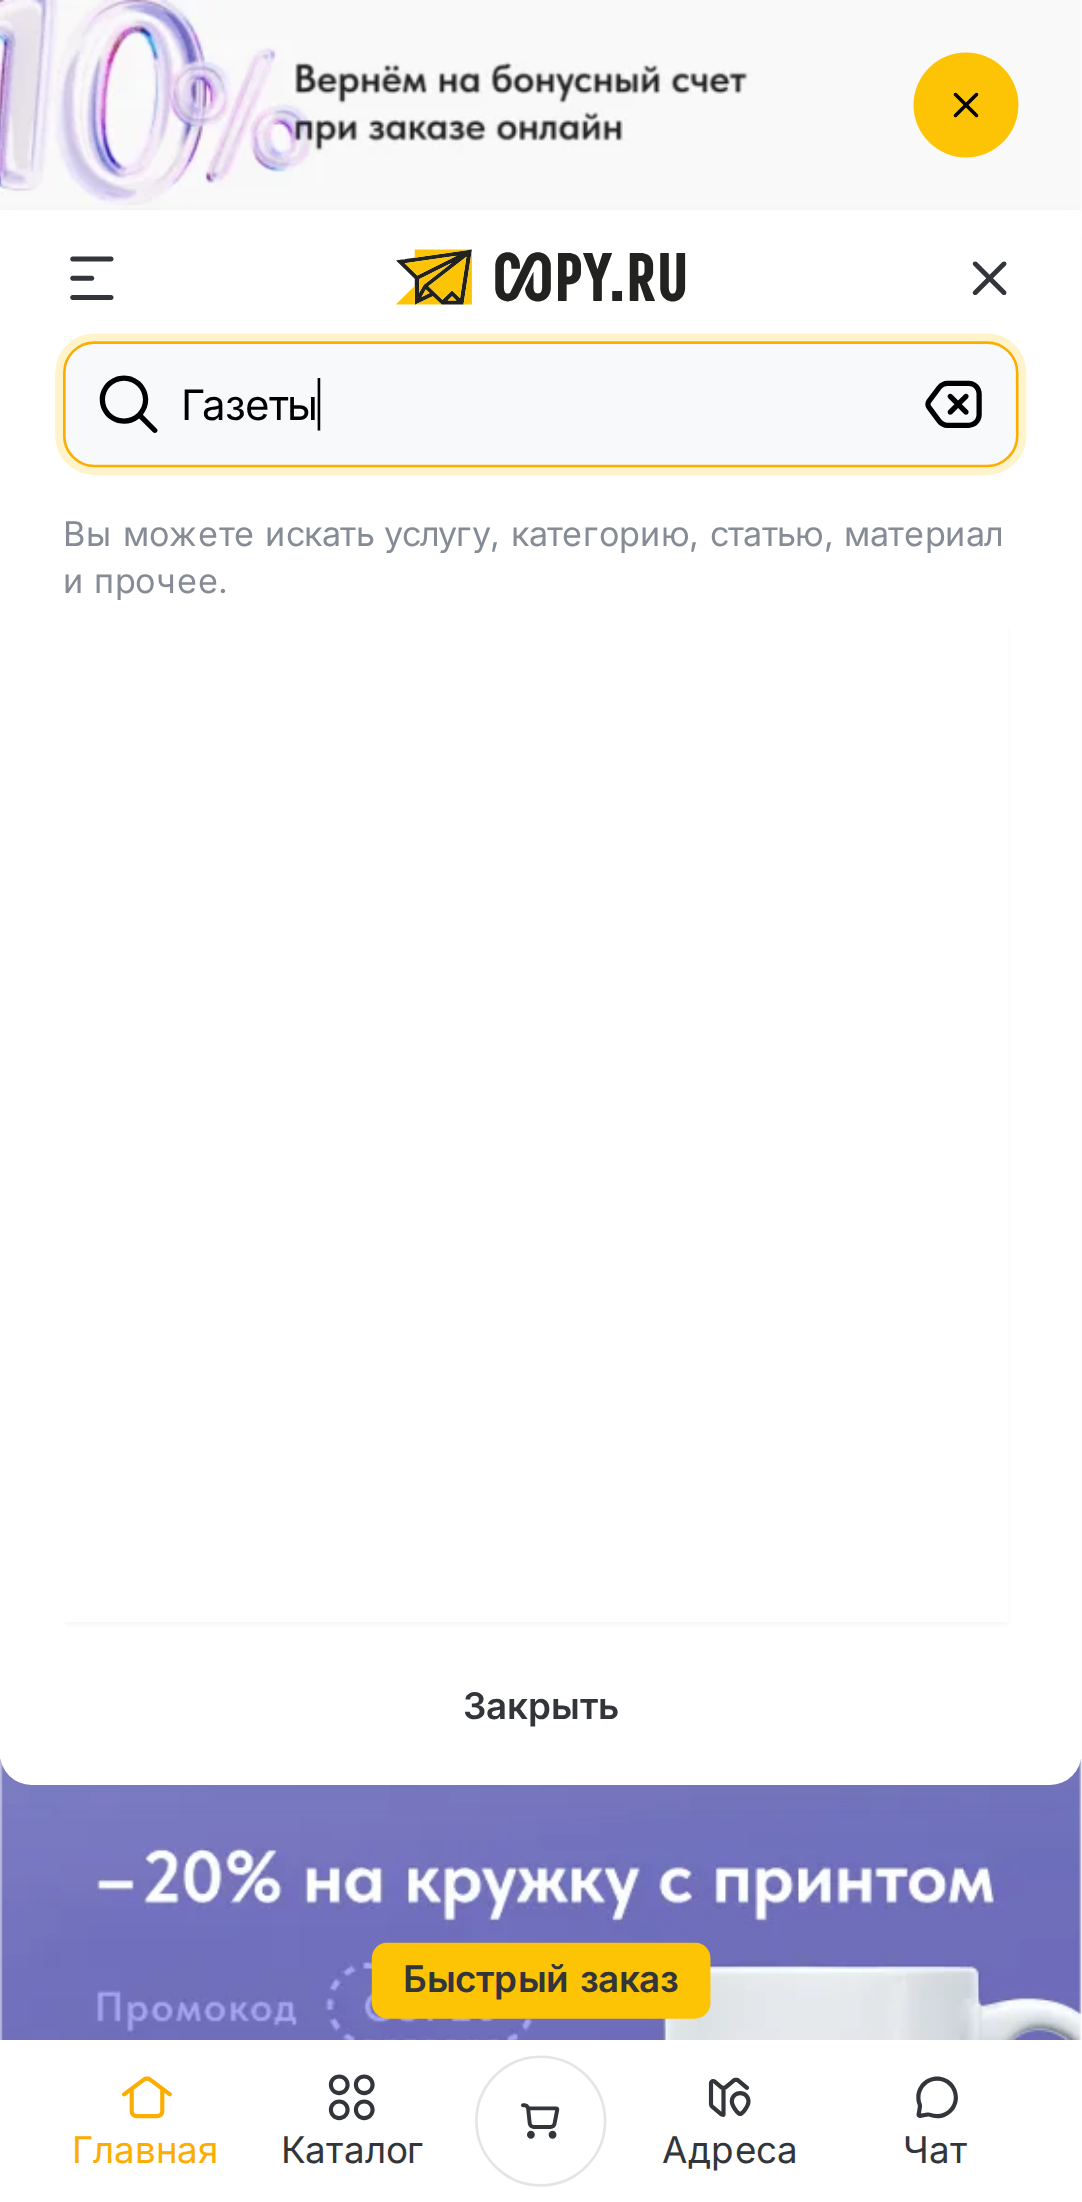 10%
Вернём на бонусный счет
при заказе онлайн
COPY.RU
Газеты
Вы можете искать услугу, категорию, статью, материал
и прочее.
Закрыть
–20% на кружку с принтом
Быстрый заказ
Промокод
Главная
Каталог
Адреса
Чат